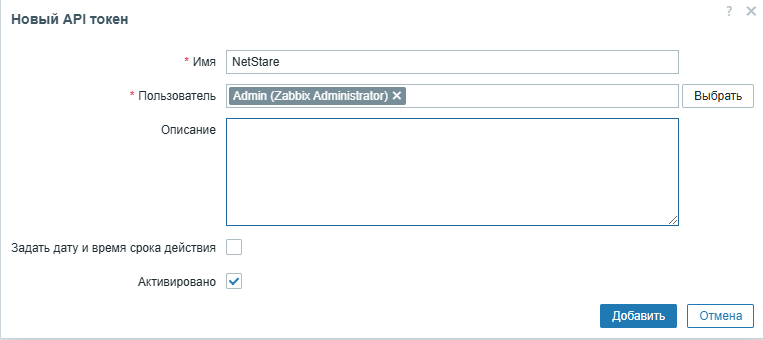 Новый API токен
? ×
* Имя NetStare
* Пользователь Admin (Zabbix Administrator) × Выбрать
Описание
Задать дату и время срока действия
Активировано
Добавить Отмена